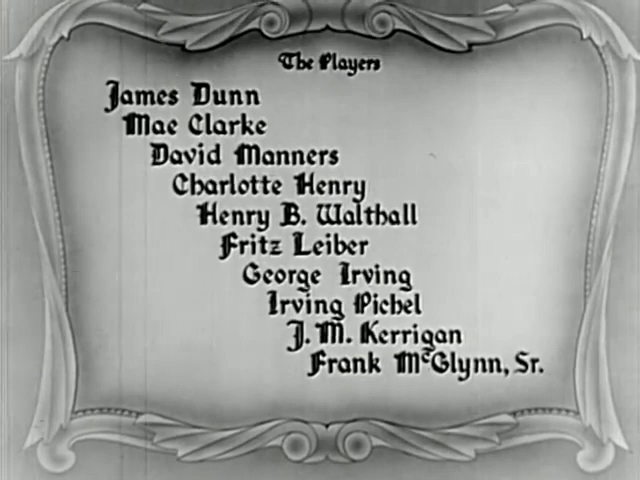 The Players
James Dunn
Mae Clarke
David Manners
Charlotte Henry
Henry B. Walthall
Fritz Leiber
George Irving
Irving Pichel
J. M. Kerrigan
Frank McGlynn, Sr.